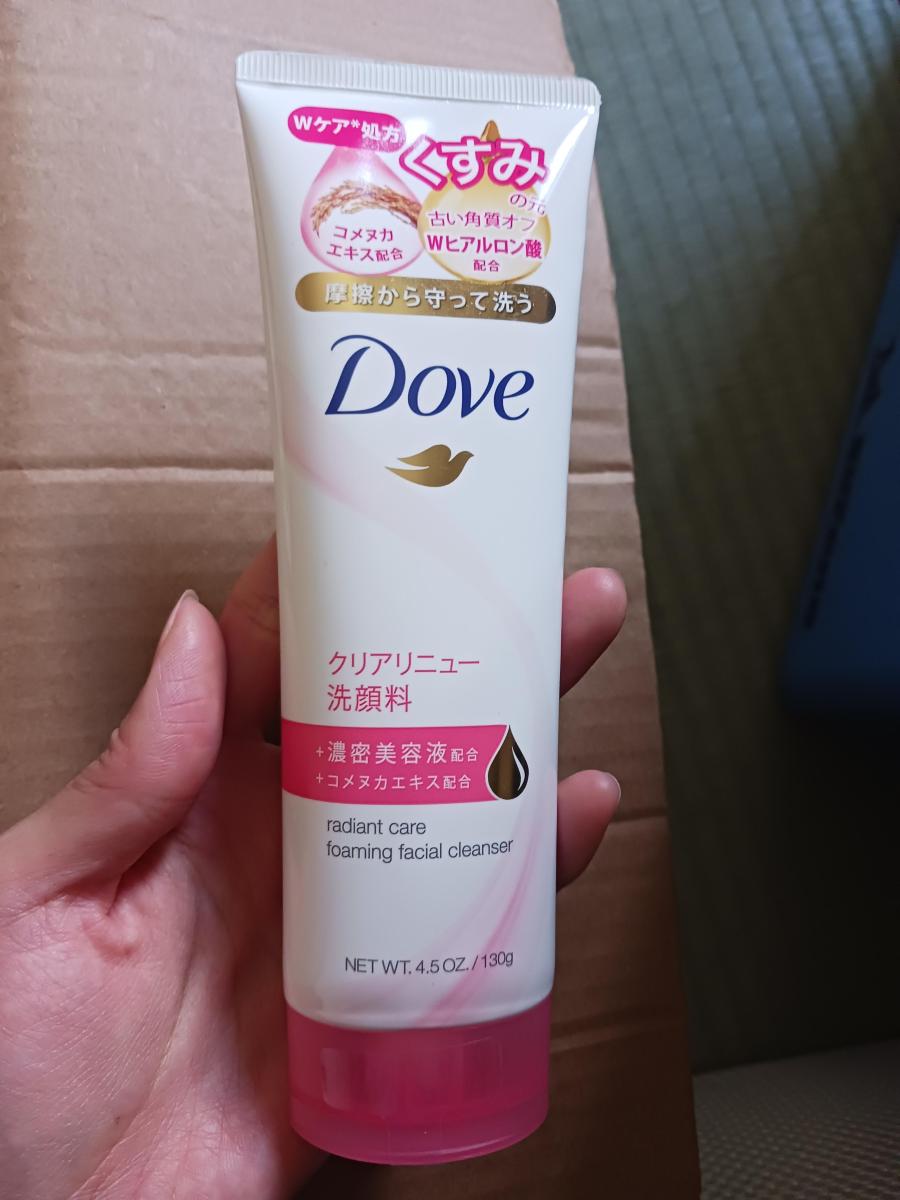 Wケア*処方
くすみ
の元
古い角質オフ
コメヌカ
エキス配合
Wヒアルロン酸
配合
摩擦から守って洗う
Dove
クリアリニュー
洗顔料
+濃密美容液配合
+コメヌカエキス配合
radiant care
foaming facial cleanser
NET WT. 4.5 OZ. / 130g